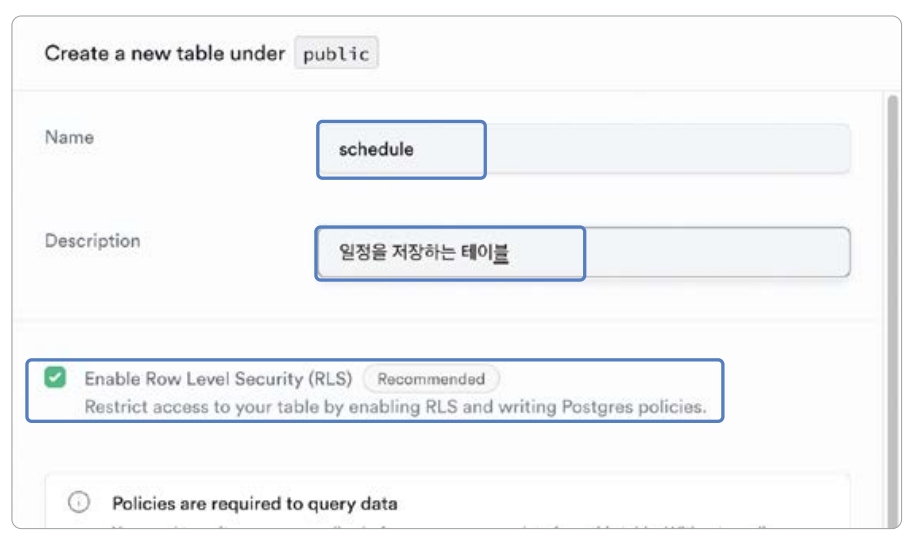 Create a new table under public
Name
schedule
Description
일정을 저장하는 테이블
Enable Row Level Security (RLS) Recommended
Restrict access to your table by enabling RLS and writing Postgres policies.
Policies are required to query data